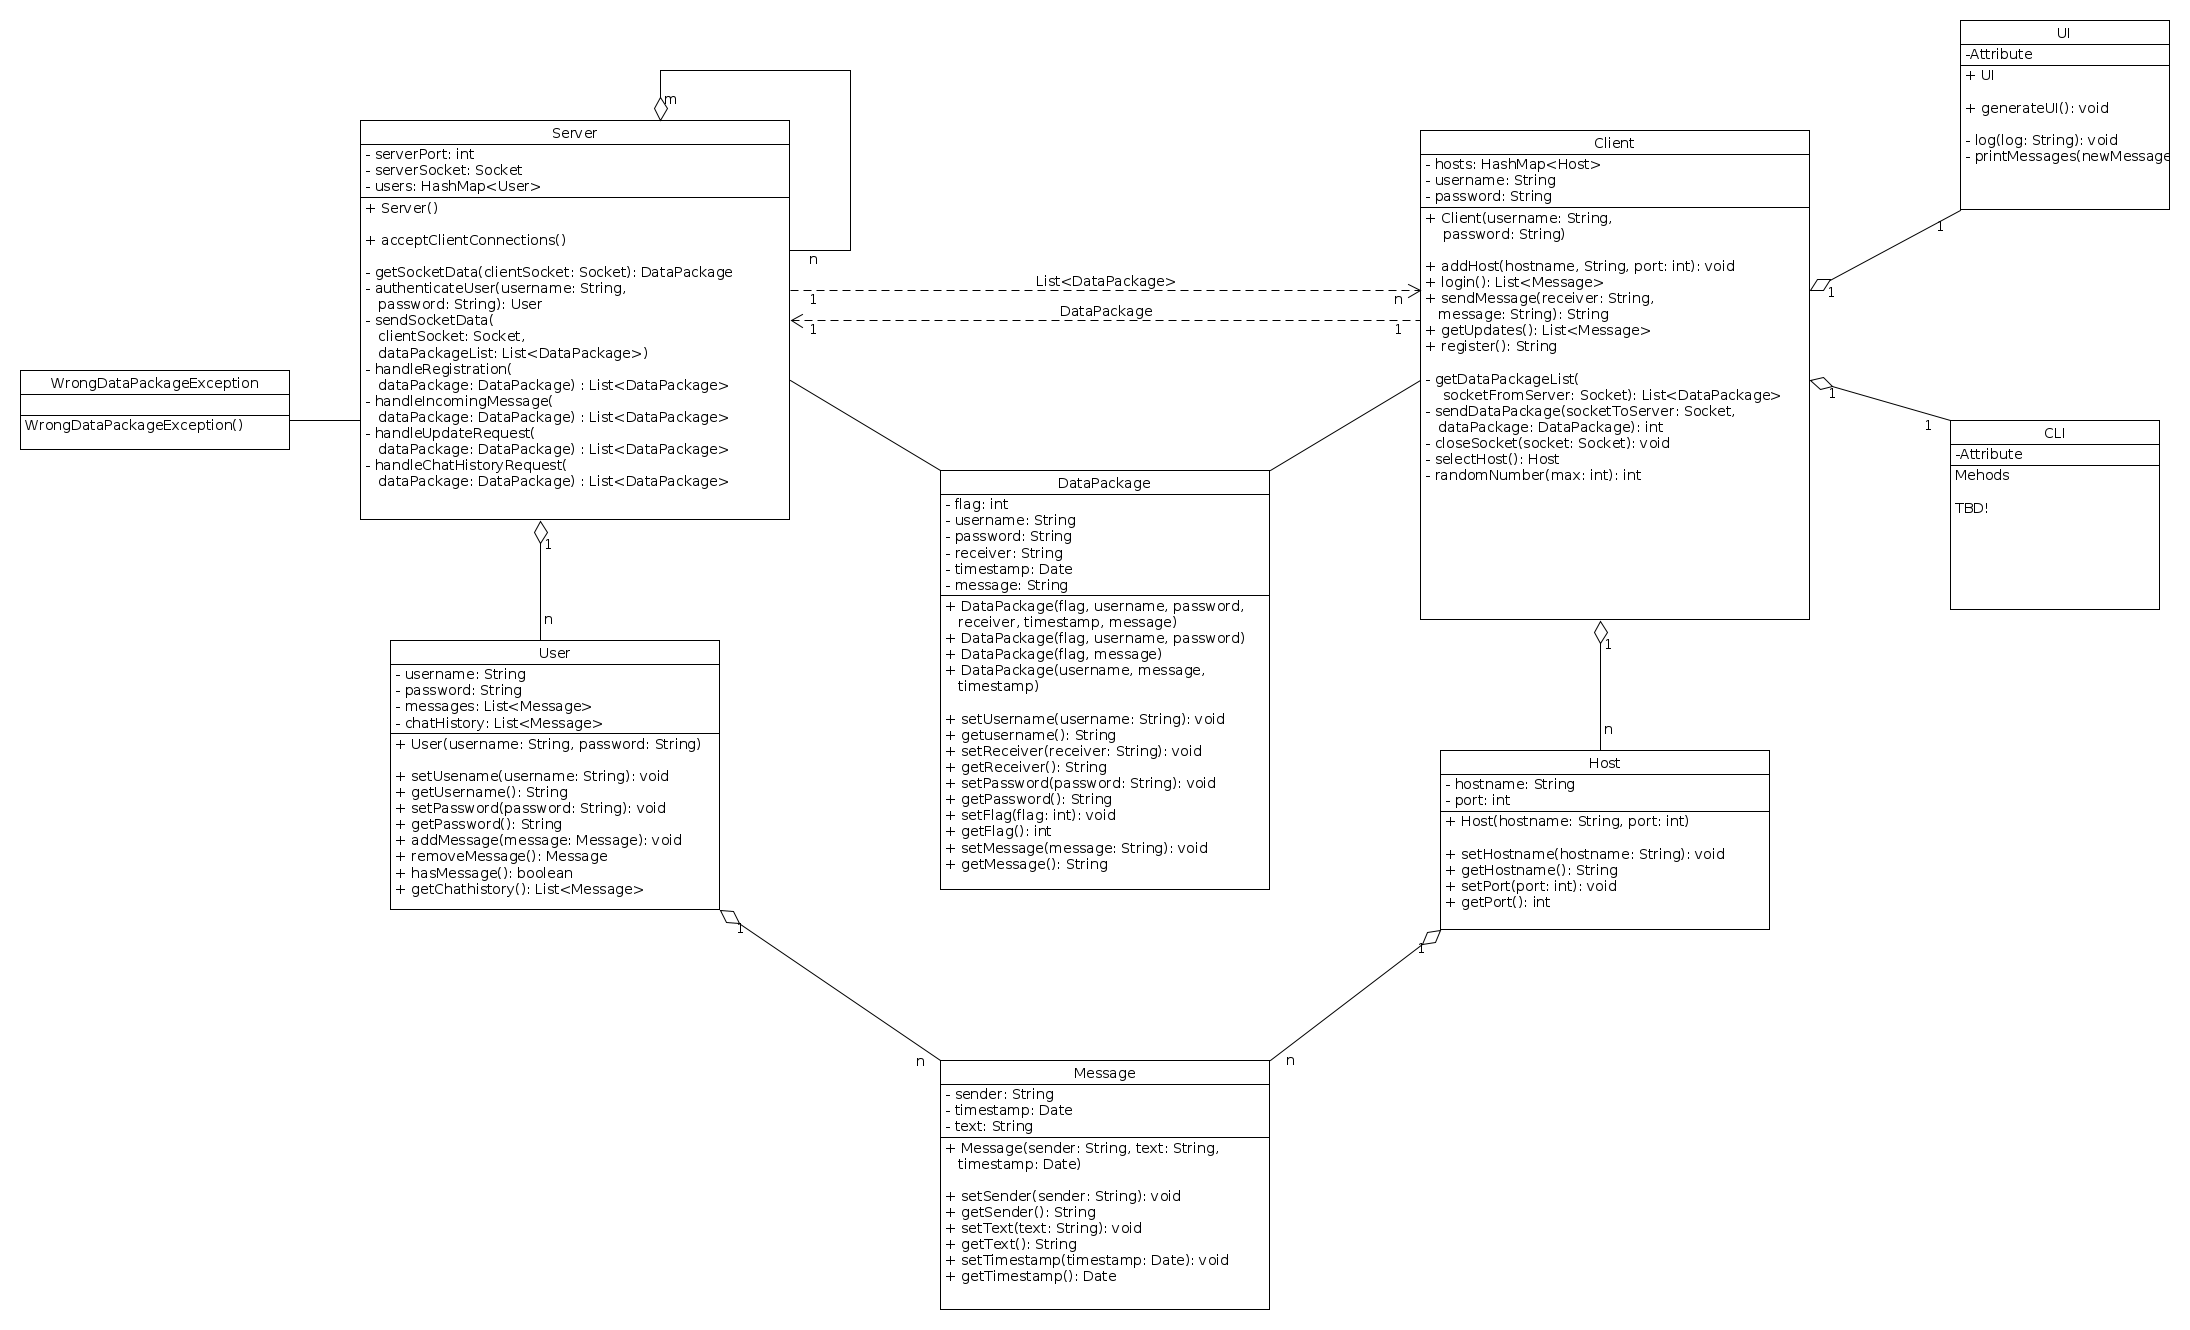 UI
-Attribute
+ UI
+ generateUI(): void
- log(log: String): void
- printMessages(newMessage
m
Server
- serverPort: int
- serverSocket: Socket
- users: HashMap<User>
+ Server()
+ acceptClientConnections()
- getSocketData(clientSocket: Socket): DataPackage
- authenticateUser(username: String,
password: String): User
- sendSocketData(
clientSocket: Socket,
dataPackageList: List<DataPackage>)
- handleRegistration(
dataPackage: DataPackage) : List<DataPackage>
- handleIncomingMessage(
dataPackage: DataPackage) : List<DataPackage>
- handleUpdateRequest(
dataPackage: DataPackage) : List<DataPackage>
- handleChatHistoryRequest(
dataPackage: DataPackage) : List<DataPackage>
n
List<DataPackage>
1
n
DataPackage
1
1
Client
- hosts: HashMap<Host>
- username: String
- password: String
+ Client(username: String,
password: String)
+ addHost(hostname, String, port: int): void
+ login(): List<Message>
+ sendMessage(receiver: String,
message: String): String
+ getUpdates(): List<Message>
+ register(): String
- getDataPackageList(
socketFromServer: Socket): List<DataPackage>
- sendDataPackage(socketToServer: Socket,
dataPackage: DataPackage): int
- closeSocket(socket: Socket): void
- selectHost(): Host
- randomNumber(max: int): int
1
1
1
1
CLI
-Attribute
Mehods
TBD!
WrongDataPackageException
WrongDataPackageException()
DataPackage
- flag: int
- username: String
- password: String
- receiver: String
- timestamp: Date
- message: String
+ DataPackage(flag, username, password,
receiver, timestamp, message)
+ DataPackage(flag, username, password)
+ DataPackage(flag, message)
+ DataPackage(username, message,
timestamp)
+ setUsername(username: String): void
+ getusername(): String
+ setReceiver(receiver: String): void
+ getReceiver(): String
+ setPassword(password: String): void
+ getPassword(): String
+ setFlag(flag: int): void
+ getFlag(): int
+ setMessage(message: String): void
+ getMessage(): String
1
n
User
- username: String
- password: String
- messages: List<Message>
- chatHistory: List<Message>
+ User(username: String, password: String)
+ setUsename(username: String): void
+ getUsername(): String
+ setPassword(password: String): void
+ getPassword(): String
+ addMessage(message: Message): void
+ removeMessage(): Message
+ hasMessage(): boolean
+ getChathistory(): List<Message>
1
n
Host
- hostname: String
- port: int
+ Host(hostname: String, port: int)
+ setHostname(hostname: String): void
+ getHostname(): String
+ setPort(port: int): void
+ getPort(): int
1
1
n
n
Message
- sender: String
- timestamp: Date
- text: String
+ Message(sender: String, text: String,
timestamp: Date)
+ setSender(sender: String): void
+ getSender(): String
+ setText(text: String): void
+ getText(): String
+ setTimestamp(timestamp: Date): void
+ getTimestamp(): Date